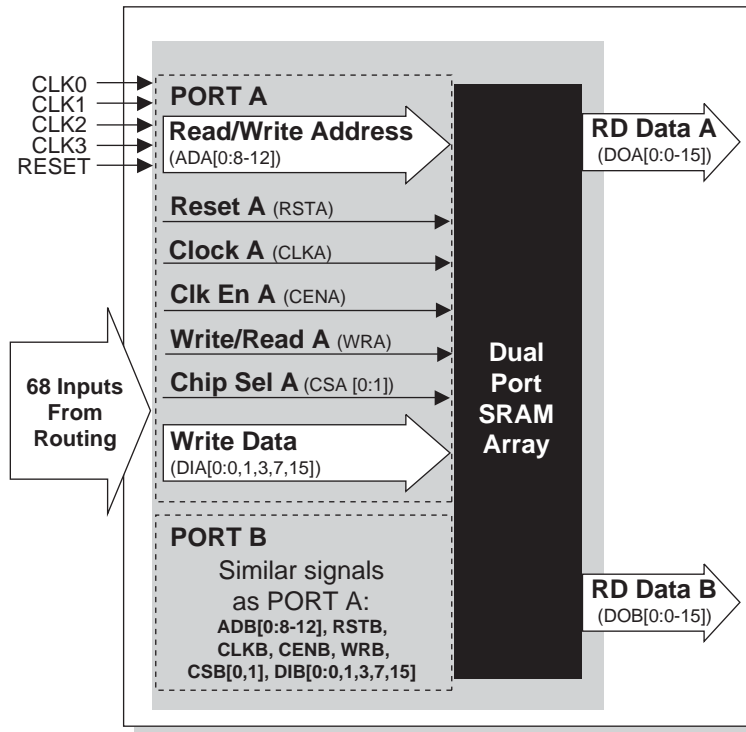 CLK0
CLK1
CLK2
CLK3
RESET
PORT A
Read/Write Address
(ADA[0:8-12])
Reset A (RSTA)
Clock A (CLKA)
Clk En A (CENA)
Write/Read A (WRA)
Chip Sel A (CSA [0:1])
Write Data
(DIA[0:0,1,3,7,15])
68 Inputs
From
Routing
PORT B
Similar signals
as PORT A:
ADB[0:8-12], RSTB,
CLKB, CENB, WRB,
CSB[0,1], DIB[0:0,1,3,7,15]
Dual
Port
SRAM
Array
RD Data A
(DOA[0:0-15])
RD Data B
(DOB[0:0-15])